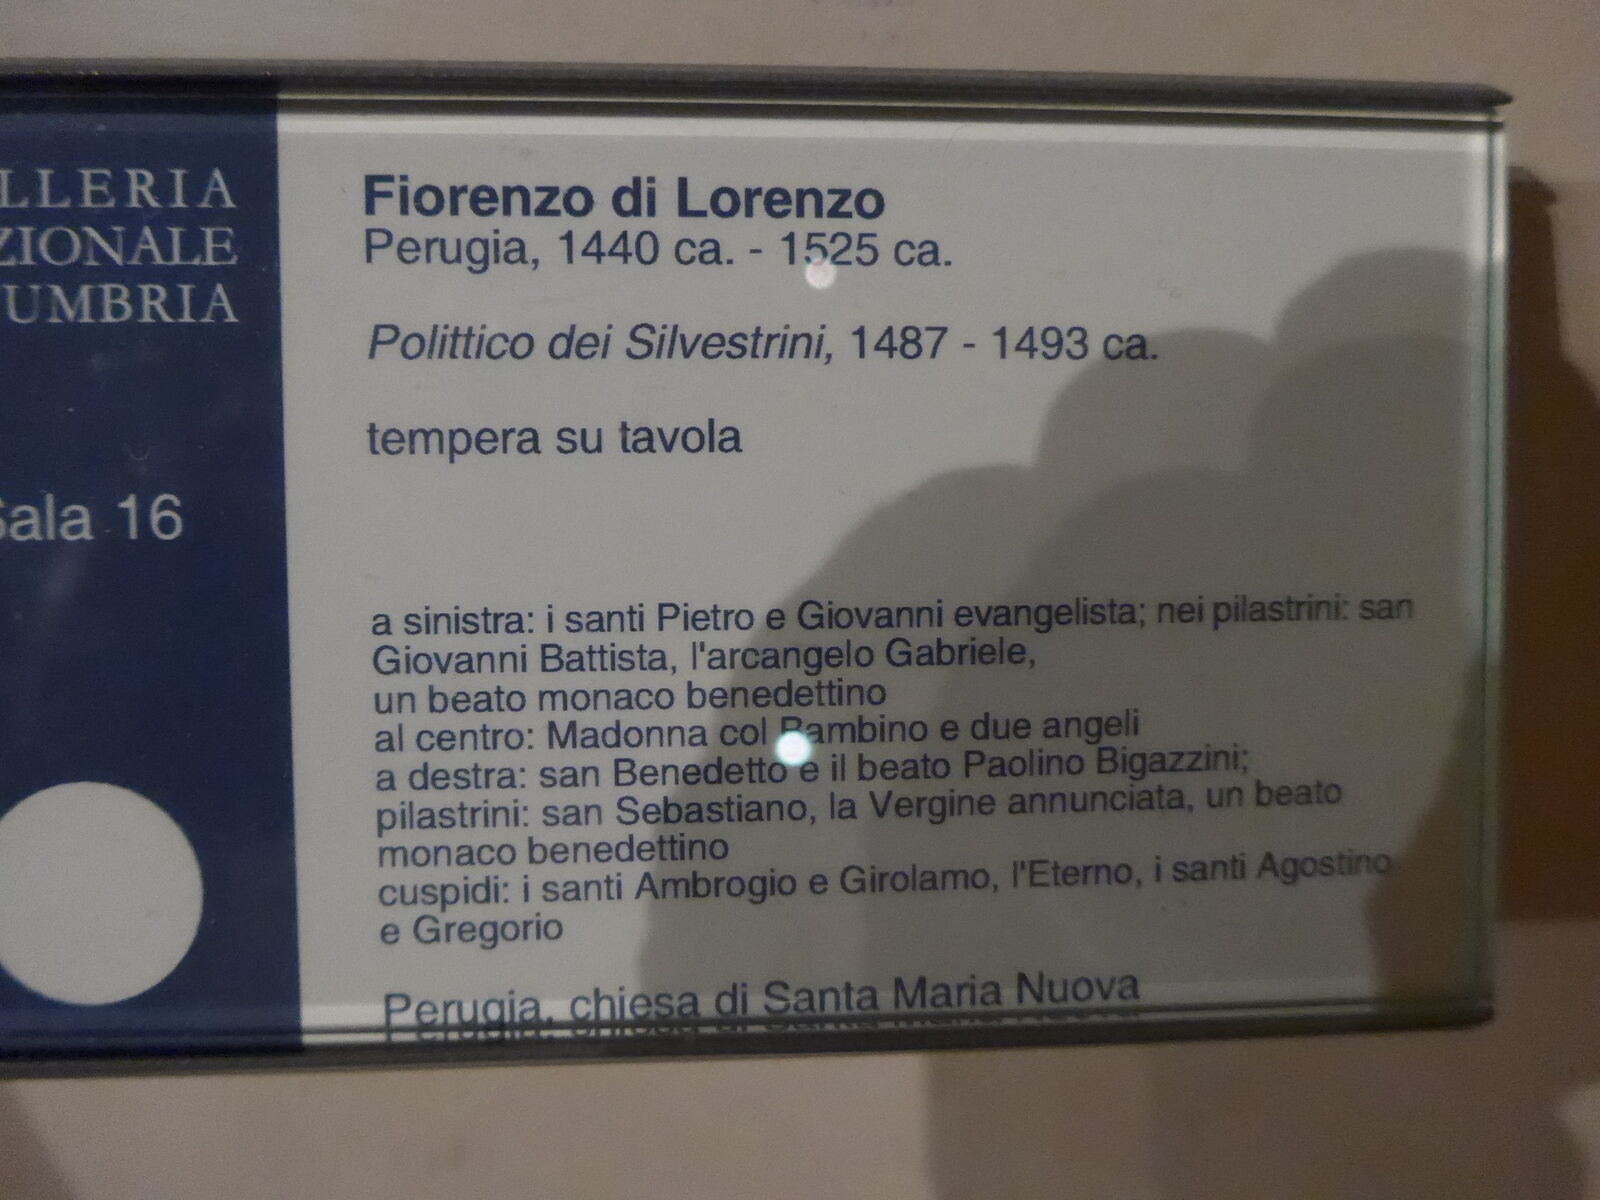 LLERIA
ZIONALE
UMBRIA
Sala 16
Fiorenzo di Lorenzo
Perugia, 1440 ca. - 1525 ca.
Polittico dei Silvestrini, 1487 - 1493 ca.
tempera su tavola
a sinistra: i santi Pietro e Giovanni evangelista; nei pilastrini: san
Giovanni Battista, l'arcangelo Gabriele,
un beato monaco benedettino
al centro: Madonna col Bambino e due angeli
a destra: san Benedetto e il beato Paolino Bigazzini;
pilastrini: san Sebastiano, la Vergine annunciata, un beato
monaco benedettino
cuspidi: i santi Ambrogio e Girolamo, l'Eterno, i santi Agostino
e Gregorio
Perugia, chiesa di Santa Maria Nuova